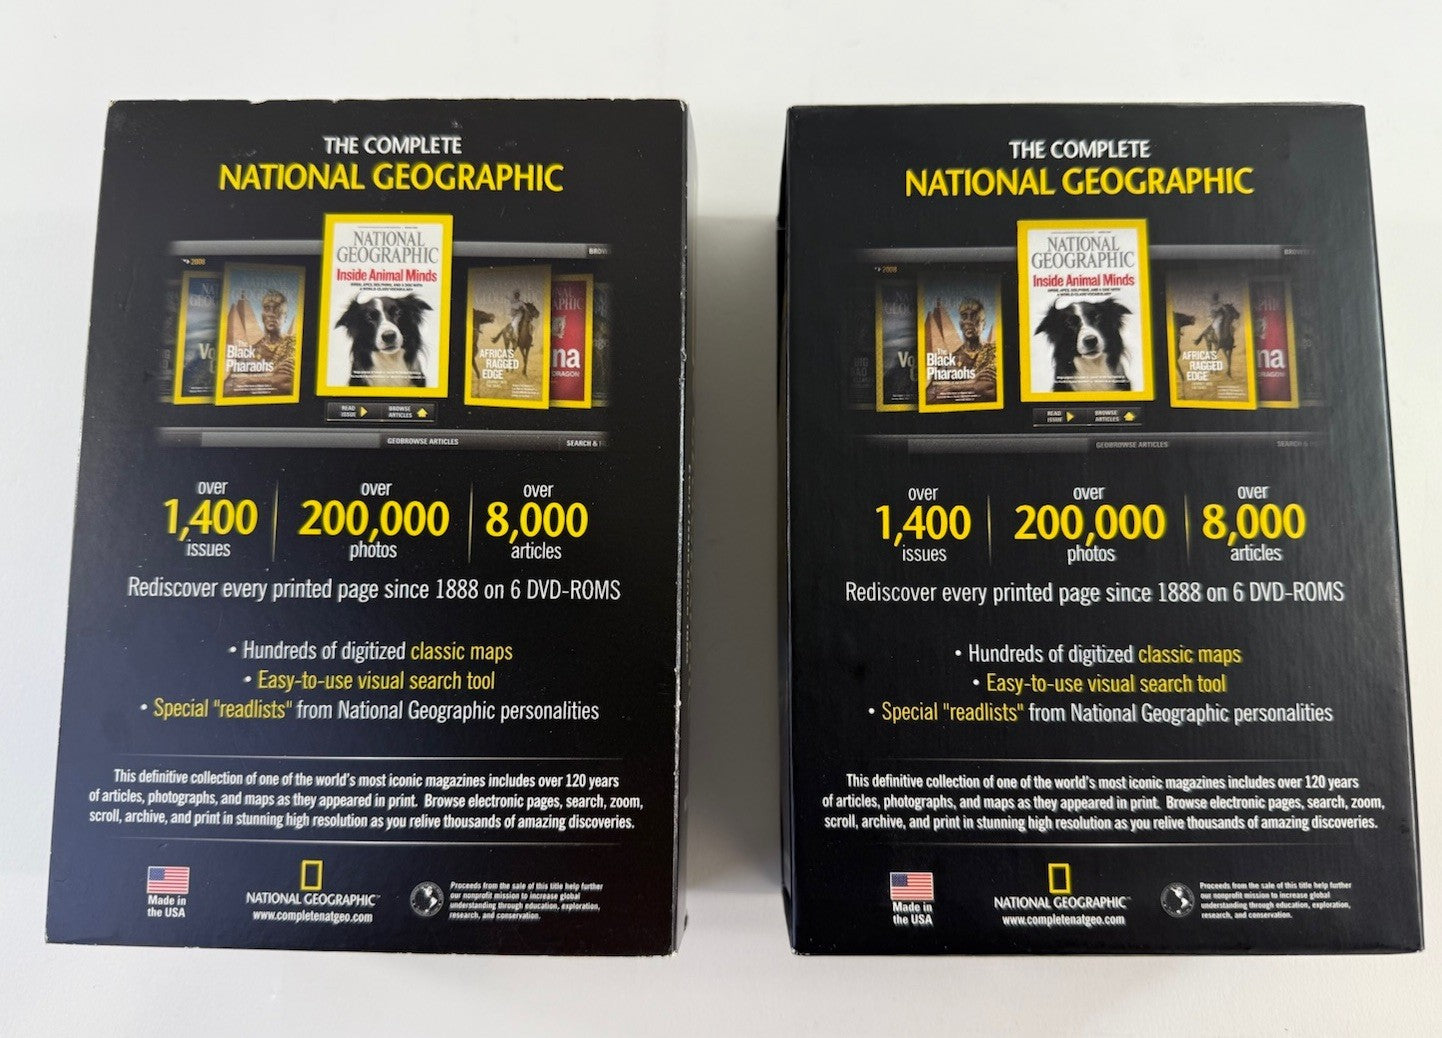 THE COMPLETE
NATIONAL GEOGRAPHIC
2008
NATIONAL
GEOGRAPHIC
Inside Animal Minds
The
Black
Pharaohs
AFRICA'S
RAGGED
EDGE
na
DRAGON
READ
ISSUE
BROWSE
ARTICLES
GEOBROWSE ARTICLES
SEARCH &
over
1,400
issues
over
200,000
photos
over
8,000
articles
Rediscover every printed page since 1888 on 6 DVD-ROMS
• Hundreds of digitized classic maps
• Easy-to-use visual search tool
• Special "readlists" from National Geographic personalities
This definitive collection of one of the world's most iconic magazines includes over 120 years
of articles, photographs, and maps as they appeared in print. Browse electronic pages, search, zoom,
scroll, archive, and print in stunning high resolution as you relive thousands of amazing discoveries.
Made in
the USA
NATIONAL GEOGRAPHIC™
www.completenatgeo.com
Proceeds from the sale of this title help further
our nonprofit mission to increase global
understanding through education, exploration,
research, and conservation.
THE COMPLETE
NATIONAL GEOGRAPHIC
2008
NATIONAL
GEOGRAPHIC
Inside Animal Minds
The
Black
Pharaohs
AFRICA'S
RAGGED
EDGE
na
DRAGON
READ
ISSUE
BROWSE
ARTICLES
GEOBROWSE ARTICLES
SEARCH &
over
1,400
issues
over
200,000
photos
over
8,000
articles
Rediscover every printed page since 1888 on 6 DVD-ROMS
• Hundreds of digitized classic maps
• Easy-to-use visual search tool
• Special "readlists" from National Geographic personalities
This definitive collection of one of the world's most iconic magazines includes over 120 years
of articles, photographs, and maps as they appeared in print. Browse electronic pages, search, zoom,
scroll, archive, and print in stunning high resolution as you relive thousands of amazing discoveries.
Made in
the USA
NATIONAL GEOGRAPHIC™
www.completenatgeo.com
Proceeds from the sale of this title help further
our nonprofit mission to increase global
understanding through education, exploration,
research, and conservation.